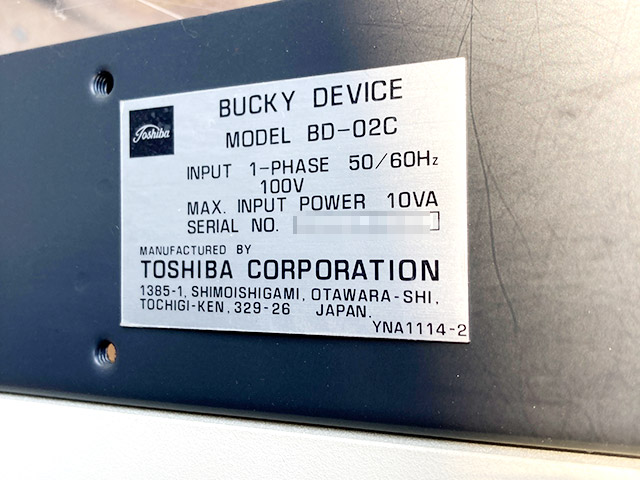 Toshiba
BUCKY DEVICE
MODEL BD-02C
INPUT 1-PHASE 50/60Hz
100V
MAX. INPUT POWER 10VA
SERIAL NO.
MANUFACTURED BY
TOSHIBA CORPORATION
1385-1, SHIMOISHIGAMI, OTAWARA-SHI,
TOCHIGI-KEN, 329-26 JAPAN.
YNA1114-2